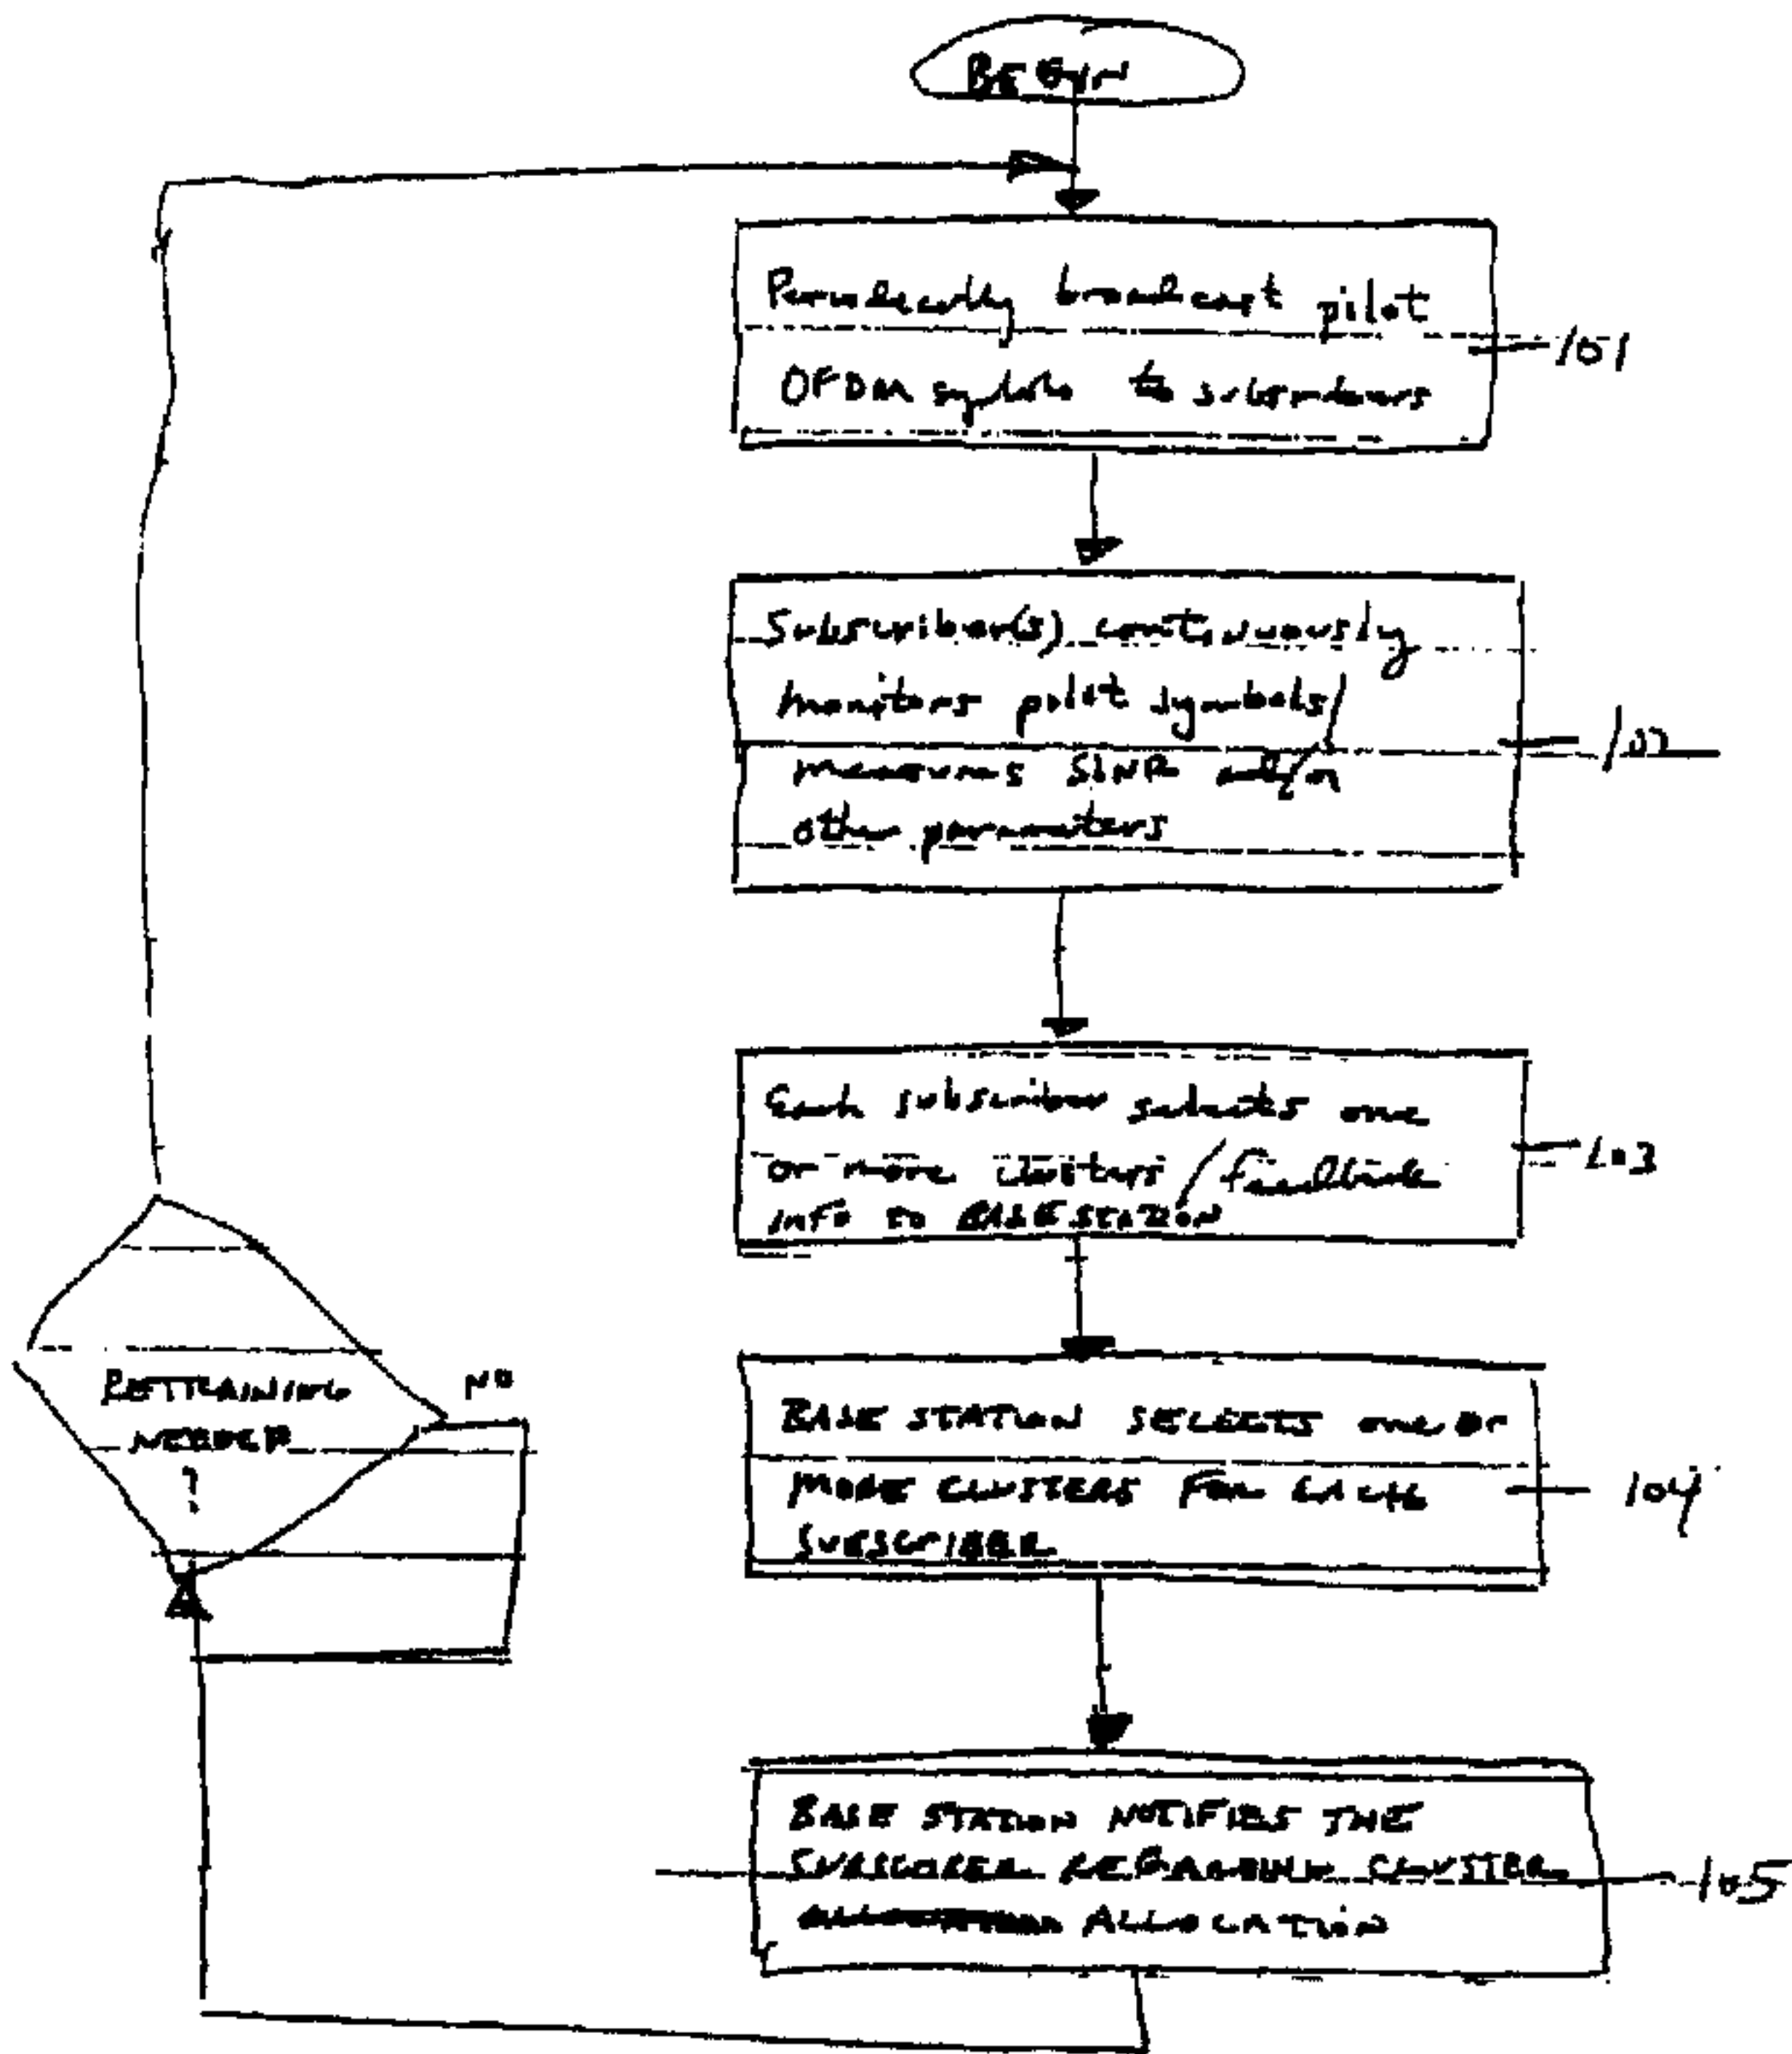 BEGIN
Periodically broadcast pilot
OFDM symbols to subscribers
101
Subscriber(s) continuously
monitors pilot symbols/
measures SINR and/or
other parameters
102
Each subscriber selects one
or more clusters/feedback
info to BASE STATION
103
BASE STATION SELECTS one or
MORE CLUSTERS FOR EACH
SUBSCRIBER
104
RETRAINING
NEEDED
?
NO
BASE STATION NOTIFIES THE
REGARDING CLUSTER
ALLOCATION
105